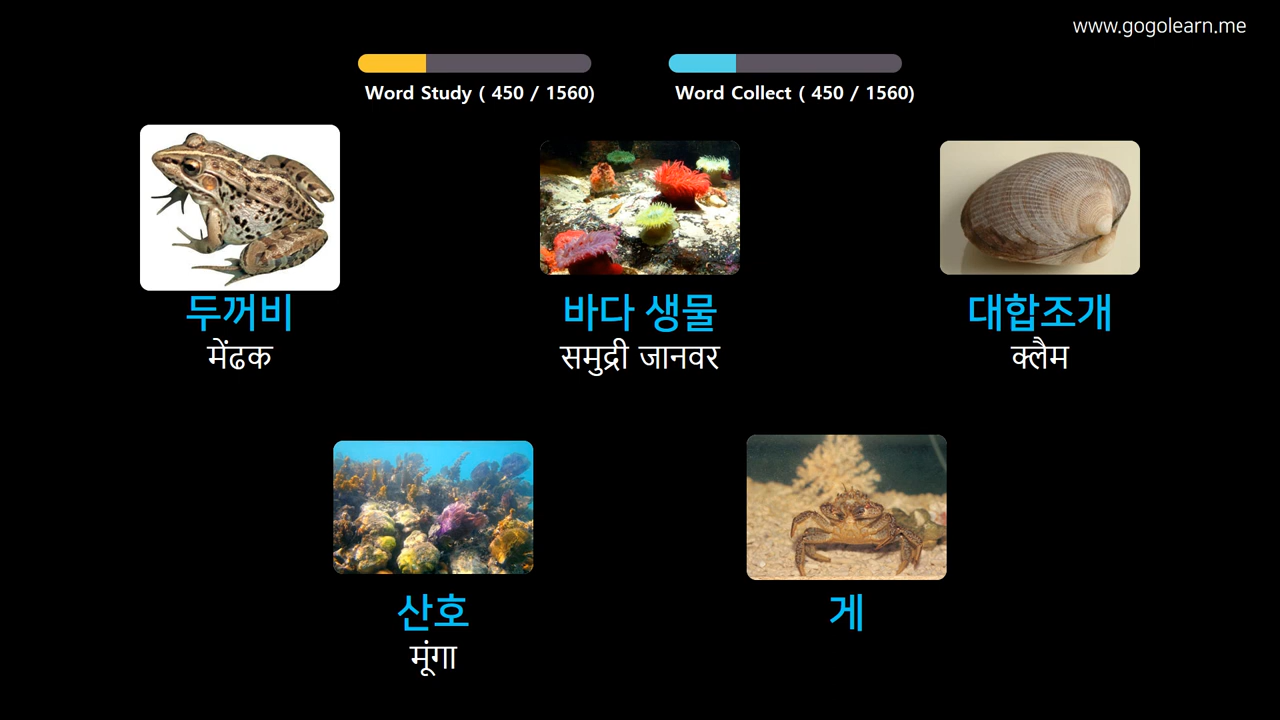 www.gogolearn.me
Word Study ( 450 / 1560)
Word Collect ( 450 / 1560)
두꺼비
मेंढक
바다 생물
समुद्री जानवर
대합조개
क्लैम
산호
मूंगा
게